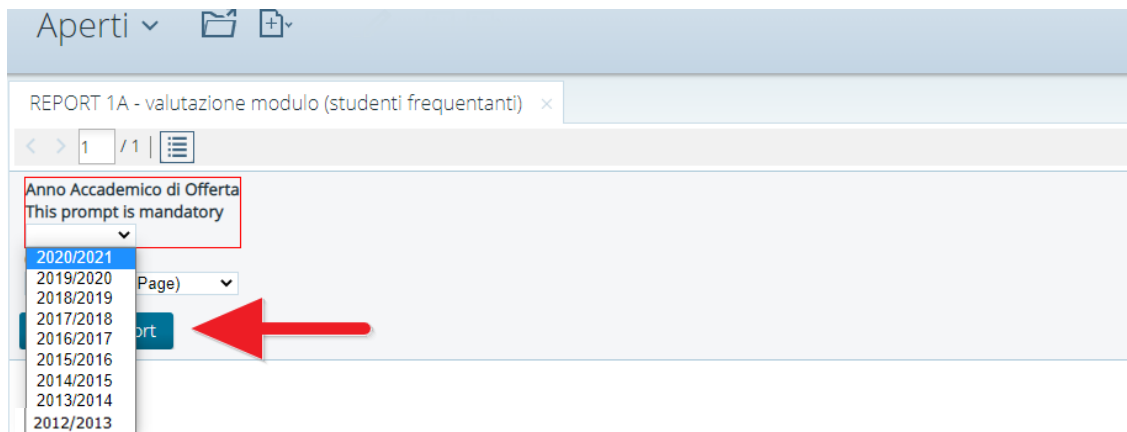 Aperti
REPORT 1A - valutazione modulo (studenti frequentanti) ×
1 / 1
Anno Accademico di Offerta
This prompt is mandatory
2020/2021
2019/2020
Page)
2018/2019
2017/2018
2016/2017
2015/2016
2014/2015
2013/2014
2012/2013